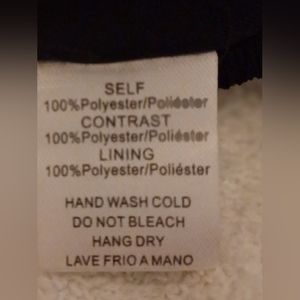 SELF
100%Polyester/Poliéster
CONTRAST
100%Polyester/Poliéster
LINING
100%Polyester/Poliéster
HAND WASH COLD
DO NOT BLEACH
HANG DRY
LAVE FRIO A MANO